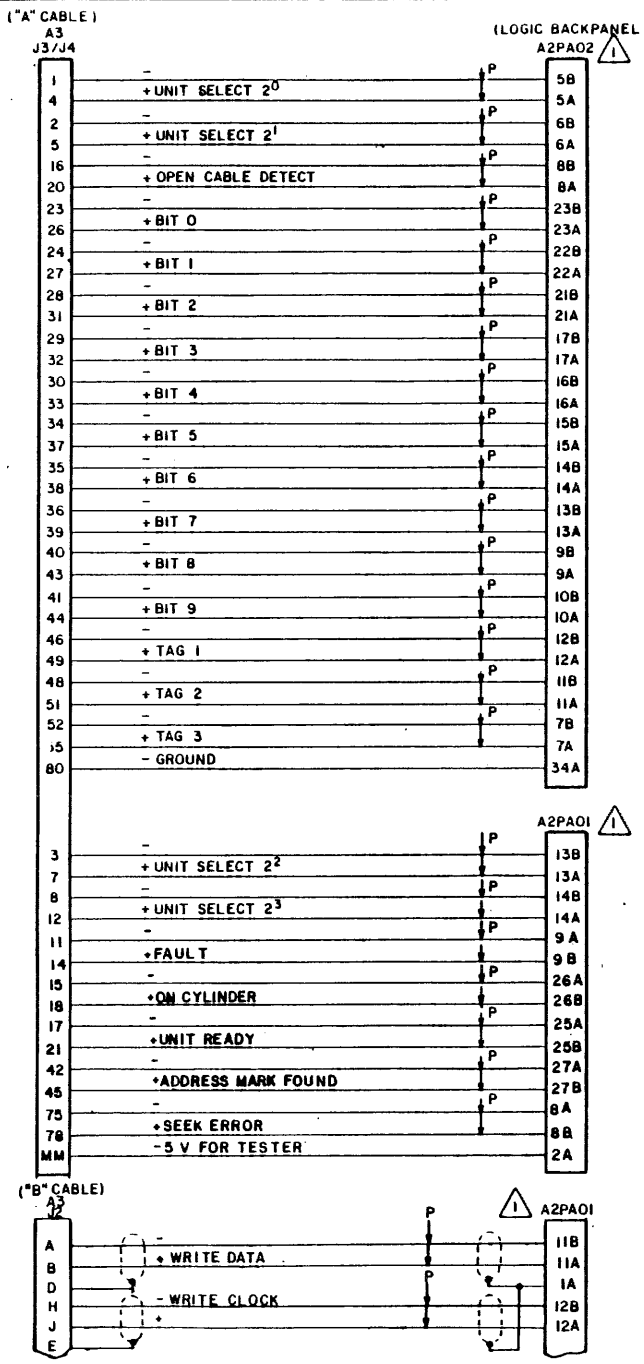 ("A" CABLE)
A3 (LOGIC BACKPANEL
J3/J4 A2PA02 1
- P
1 5B
+ UNIT SELECT 2⁰
4 5A
- P
2 6B
+ UNIT SELECT 2¹
5 6A
- P
16 8B
+ OPEN CABLE DETECT
20 8A
- P
23 23B
+ BIT 0
26 23A
- P
24 22B
+ BIT 1
27 22A
- P
28 21B
+ BIT 2
31 21A
- P
29 17B
+ BIT 3
32 17A
- P
30 16B
+ BIT 4
33 16A
- P
34 15B
+ BIT 5
37 15A
- P
35 14B
+ BIT 6
38 14A
- P
36 13B
+ BIT 7
39 13A
- P
40 9B
+ BIT 8
43 9A
- P
41 10B
+ BIT 9
44 10A
- P
46 12B
+ TAG 1
49 12A
- P
48 11B
+ TAG 2
51 11A
- P
52 7B
+ TAG 3
55 7A
- GROUND
80 34A
A2PA01 1
- P
3 13B
+ UNIT SELECT 2²
7 13A
- P
8 14B
+ UNIT SELECT 2³
12 14A
- P
11 9A
+ FAULT
14 9B
- P
15 26A
+ ON CYLINDER
18 26B
- P
17 25A
+ UNIT READY
21 25B
- P
42 27A
+ ADDRESS MARK FOUND
45 27B
- P
75 8A
+ SEEK ERROR
78 8B
- 5 V FOR TESTER
MM 2A
("B" CABLE)
A3
J2 P 1 A2PA01
-
A 11B
+ WRITE DATA
B 11A
D P 1A
- WRITE CLOCK
H 12B
+
J 12A
E